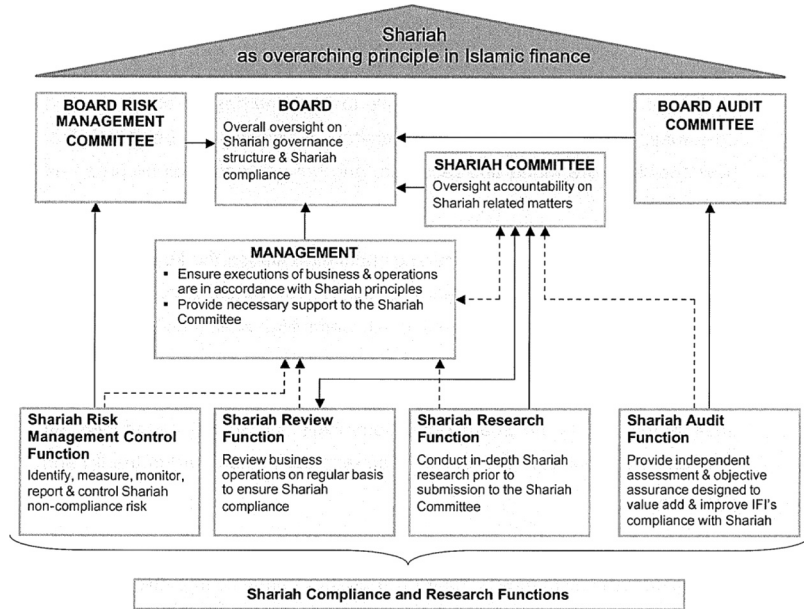 Shariah
as overarching principle in Islamic finance
BOARD RISK
MANAGEMENT
COMMITTEE
BOARD
Overall oversight on
Shariah governance
structure & Shariah
compliance
BOARD AUDIT
COMMITTEE
SHARIAH COMMITTEE
Oversight accountability on
Shariah related matters
MANAGEMENT
▪ Ensure executions of business & operations
are in accordance with Shariah principles
▪ Provide necessary support to the Shariah
Committee
Shariah Risk
Management Control
Function
Identify, measure, monitor,
report & control Shariah
non-compliance risk
Shariah Review
Function
Review business
operations on regular basis
to ensure Shariah
compliance
Shariah Research
Function
Conduct in-depth Shariah
research prior to
submission to the Shariah
Committee
Shariah Audit
Function
Provide independent
assessment & objective
assurance designed to
value add & improve IFI's
compliance with Shariah
Shariah Compliance and Research Functions